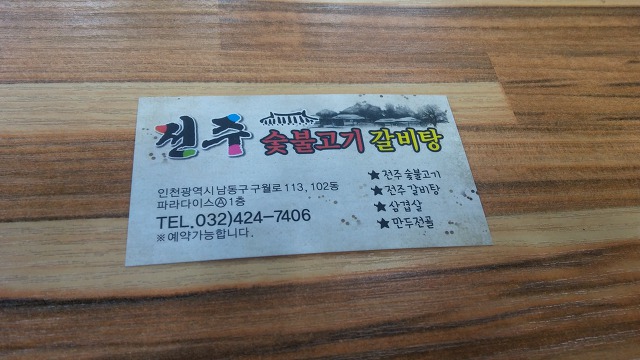 전주 숯불고기 갈비탕
인천광역시 남동구 구월로 113, 102동
파라다이스Ⓐ 1층
TEL.032)424-7406
※예약가능합니다.
★전주 숯불고기
★전주 갈비탕
★삼겹살
★만두전골